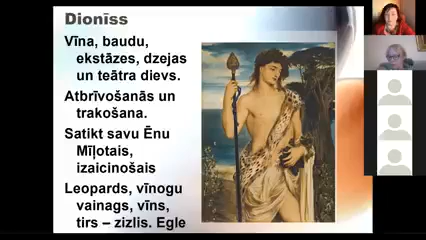 Dionīss
Vīna, baudu,
ekstāzes, dzejas
un teātra dievs.
Atbrīvošanās un
trakošana.
Satikt savu Ēnu
Mīļotais,
izaicinošais
Leopards, vīnogu
vainags, vīns,
tirs – zizlis. Egle